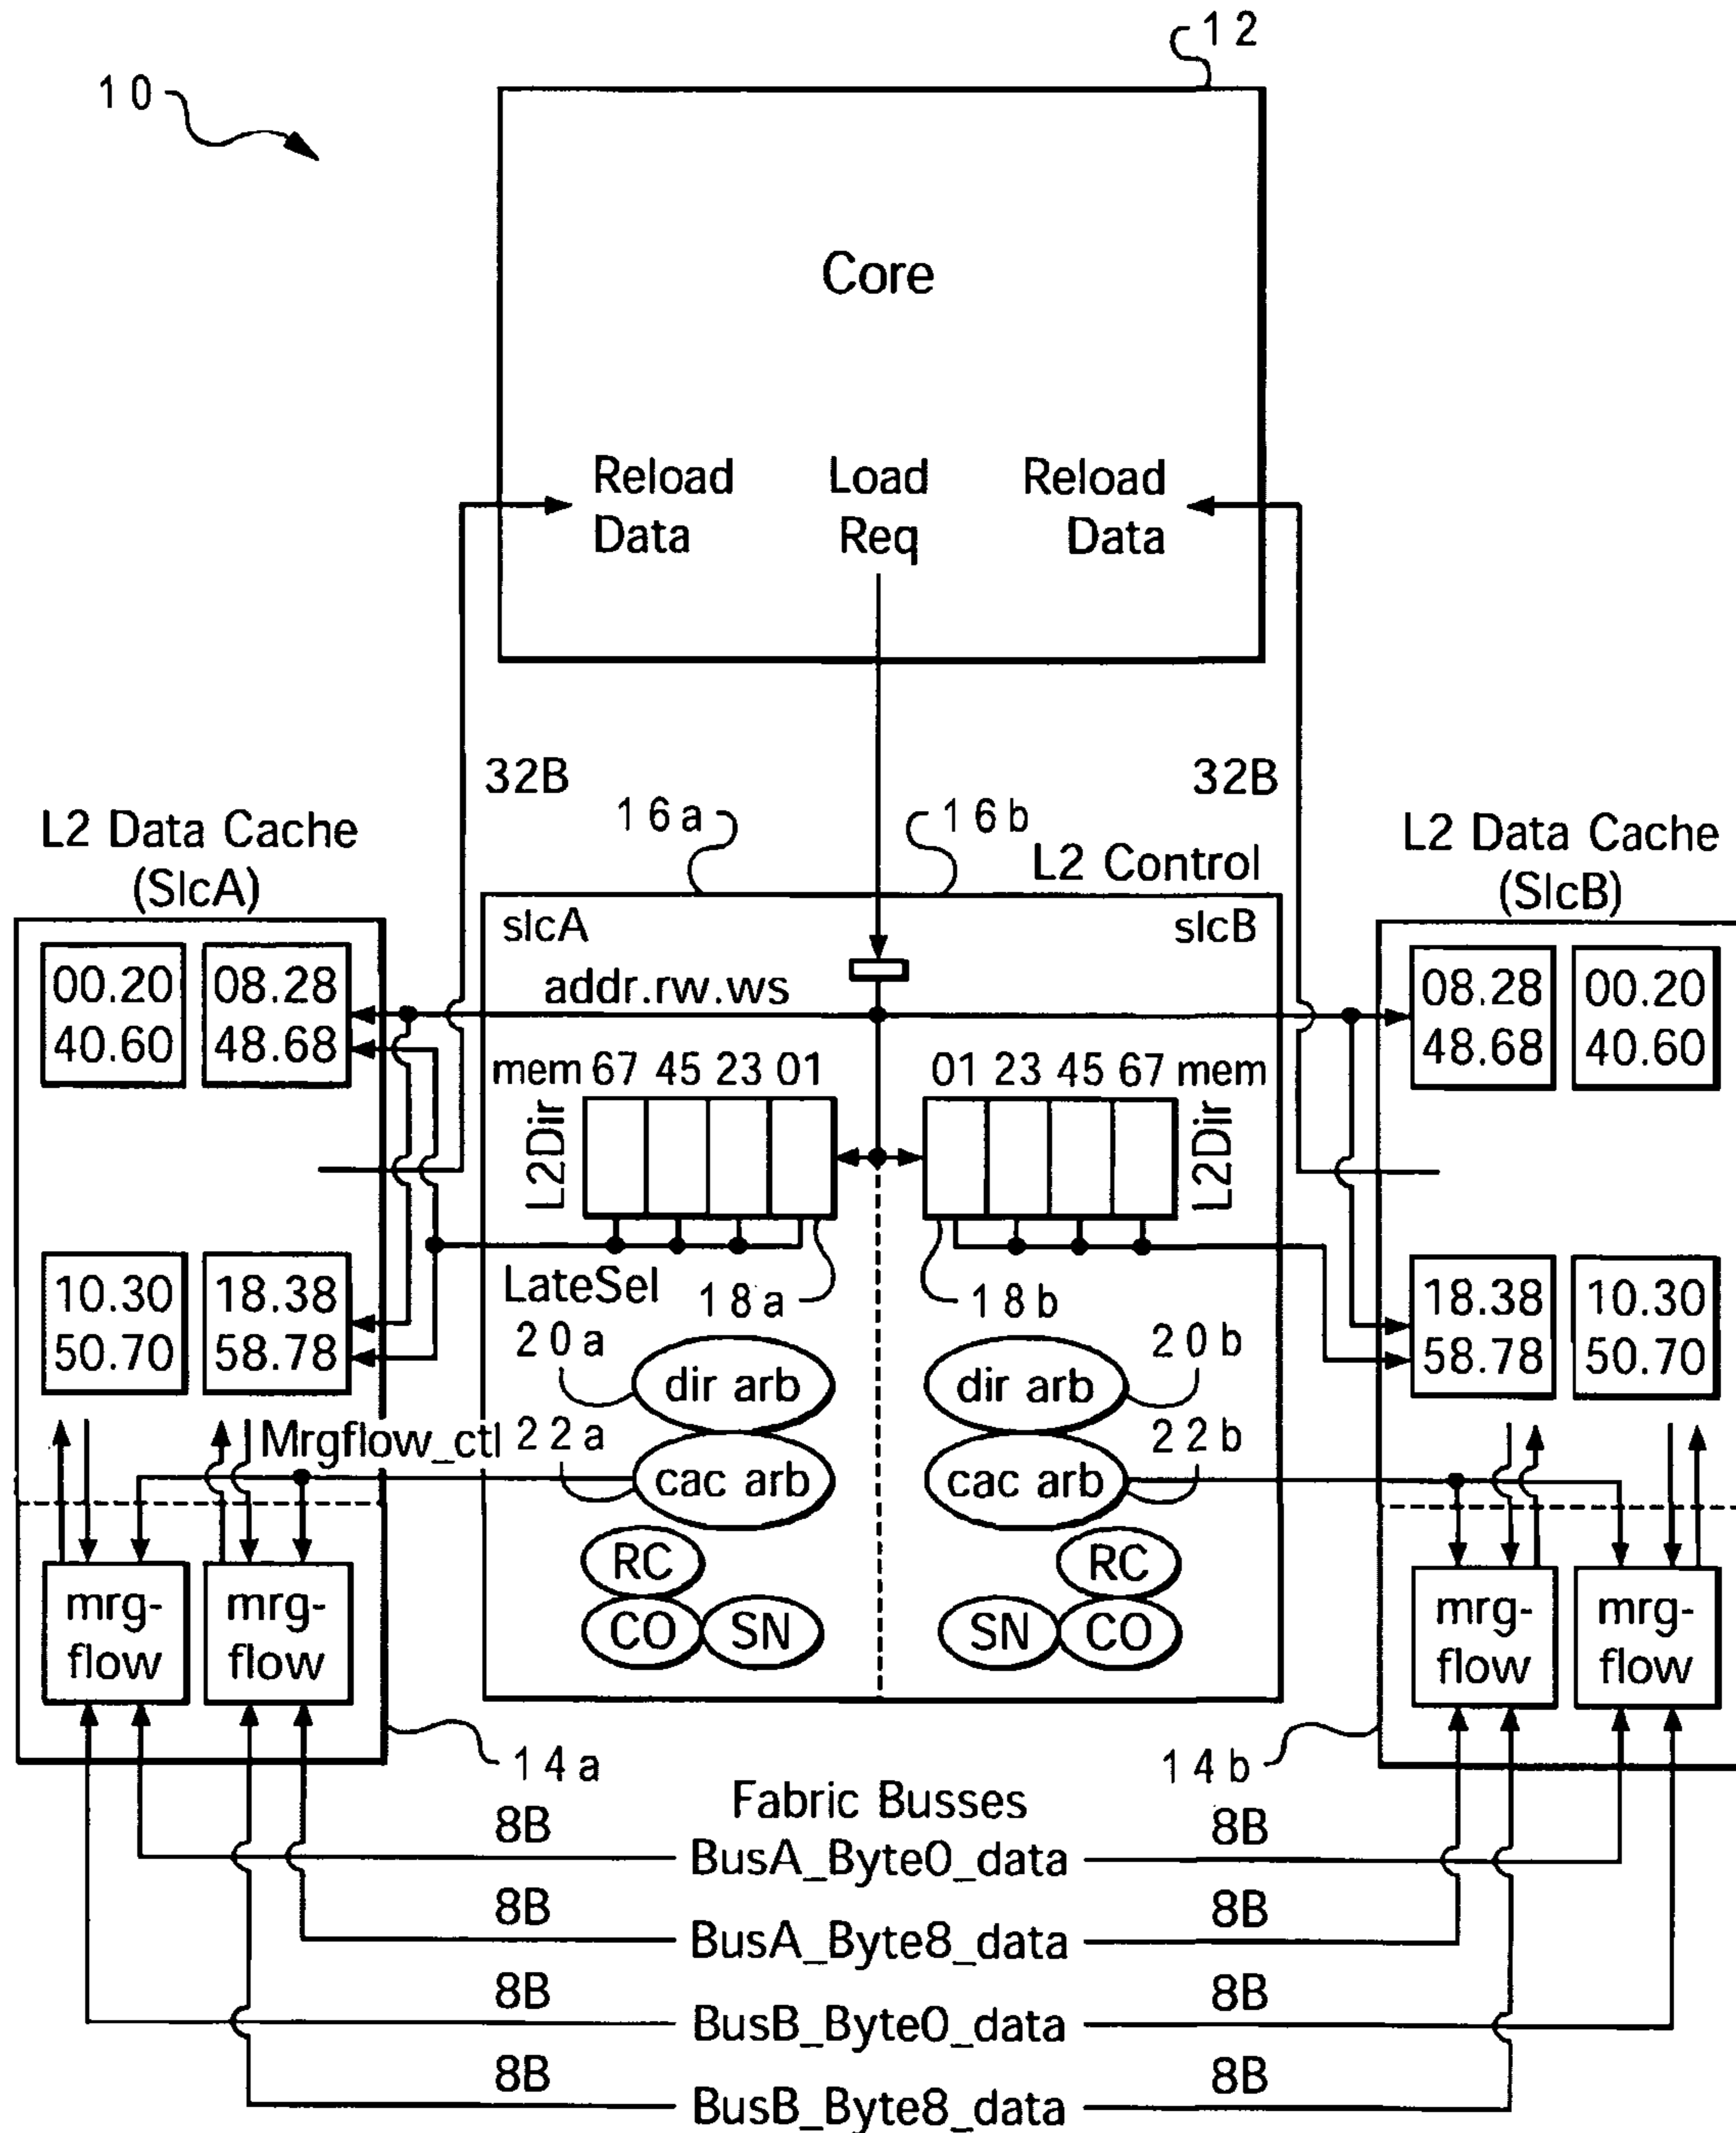 10
12
Core
Reload Data
Load Req
Reload Data
32B
32B
L2 Data Cache
(SlcA)
16a
16b
L2 Control
L2 Data Cache
(SlcB)
slcA
slcB
00.20
40.60
08.28
48.68
addr.rw.ws
08.28
48.68
00.20
40.60
mem 67 45 23 01
01 23 45 67 mem
L2Dir
L2Dir
10.30
50.70
18.38
58.78
LateSel
18a
18b
18.38
58.78
10.30
50.70
20a
dir arb
dir arb
20b
Mrgflow_ctl
22a
cac arb
cac arb
22b
RC
CO
SN
RC
SN
CO
mrg-
flow
mrg-
flow
mrg-
flow
mrg-
flow
14a
14b
Fabric Busses
8B
BusA_Byte0_data
8B
8B
BusA_Byte8_data
8B
8B
BusB_Byte0_data
8B
8B
BusB_Byte8_data
8B